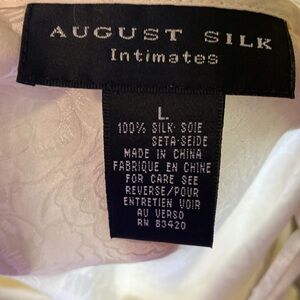 AUGUST SILK
Intimates
L
100% SILK·SOIE
SETA·SEIDE
MADE IN CHINA
FABRIQUE EN CHINE
FOR CARE SEE
REVERSE/POUR
ENTRETIEN VOIR
AU VERSO
RN 83420